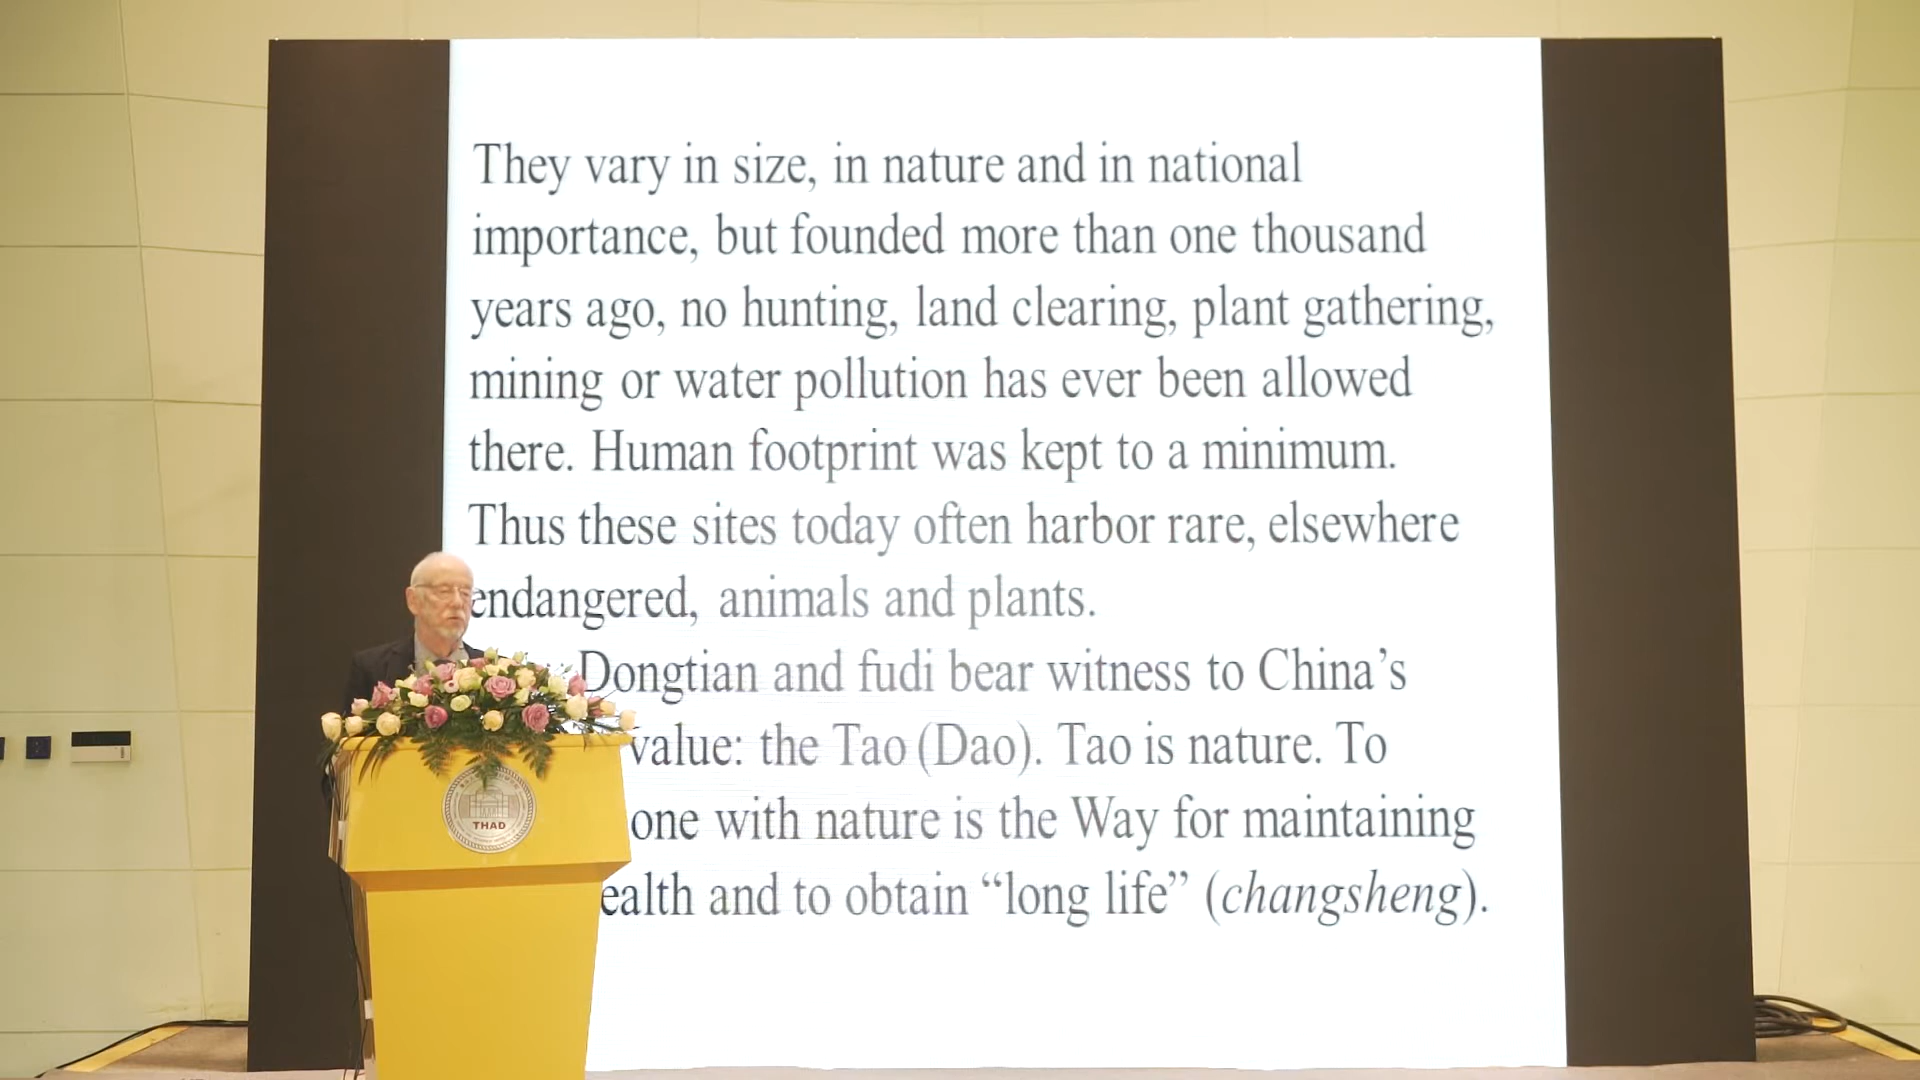 They vary in size, in nature and in national
importance, but founded more than one thousand
years ago, no hunting, land clearing, plant gathering,
mining or water pollution has ever been allowed
there. Human footprint was kept to a minimum.
Thus these sites today often harbor rare, elsewhere
endangered, animals and plants.
Dongtian and fudi bear witness to China’s
value: the Tao (Dao). Tao is nature. To
one with nature is the Way for maintaining
ealth and to obtain “long life” (changsheng).
THAD